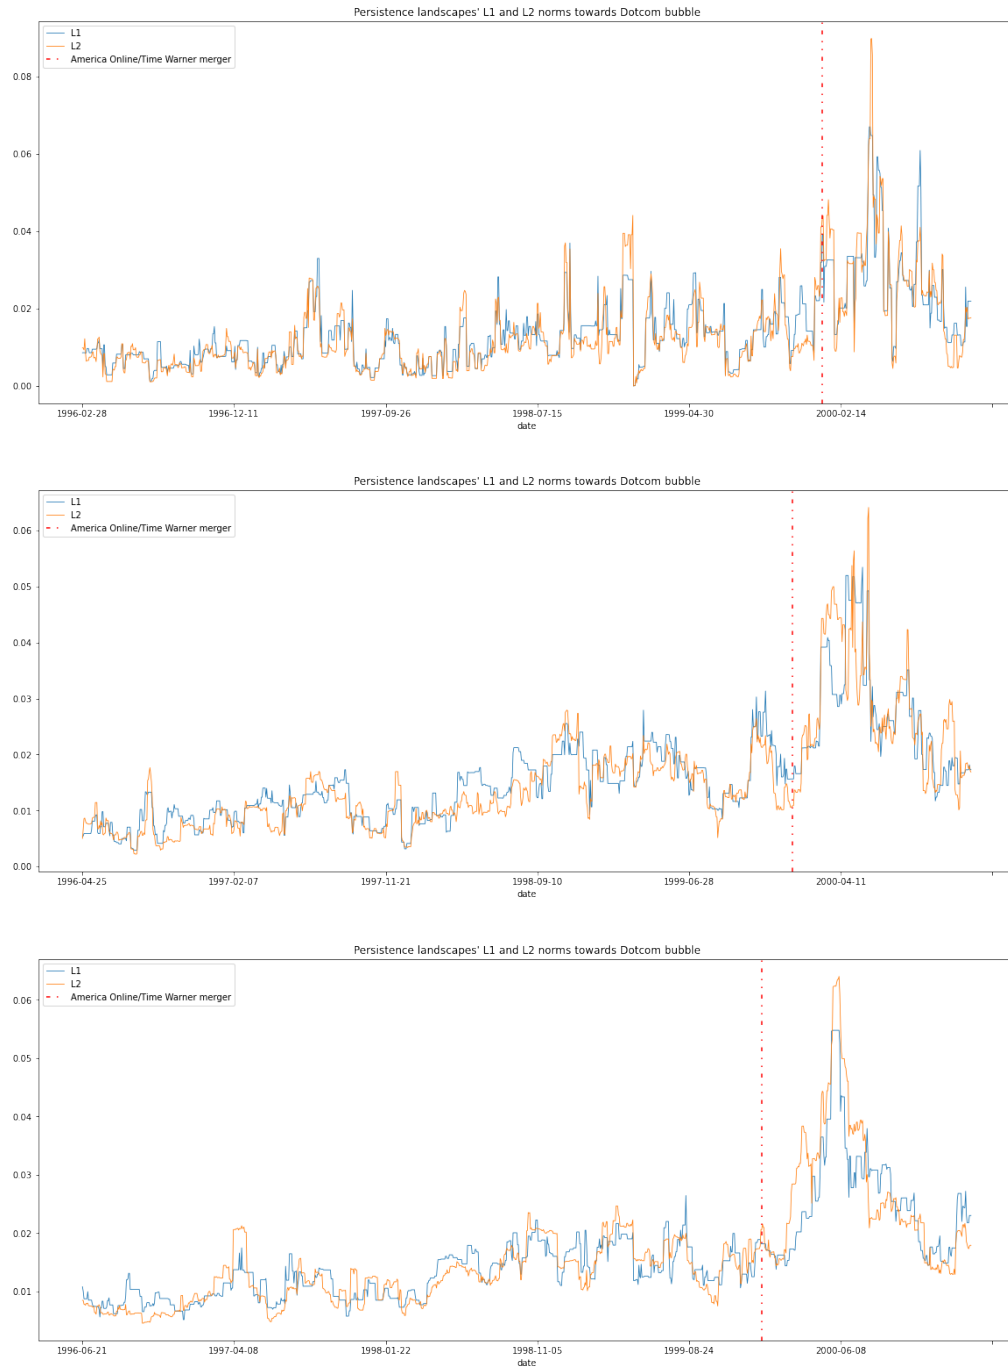 Persistence landscapes' L1 and L2 norms towards Dotcom bubble
L1
L2
America Online/Time Warner merger
0.08
0.06
0.04
0.02
0.00
1996-02-28 1996-12-11 1997-09-26 1998-07-15 1999-04-30 2000-02-14
date
Persistence landscapes' L1 and L2 norms towards Dotcom bubble
L1
L2
America Online/Time Warner merger
0.06
0.05
0.04
0.03
0.02
0.01
0.00
1996-04-25 1997-02-07 1997-11-21 1998-09-10 1999-06-28 2000-04-11
date
Persistence landscapes' L1 and L2 norms towards Dotcom bubble
L1
L2
America Online/Time Warner merger
0.06
0.05
0.04
0.03
0.02
0.01
1996-06-21 1997-04-08 1998-01-22 1998-11-05 1999-08-24 2000-06-08
date